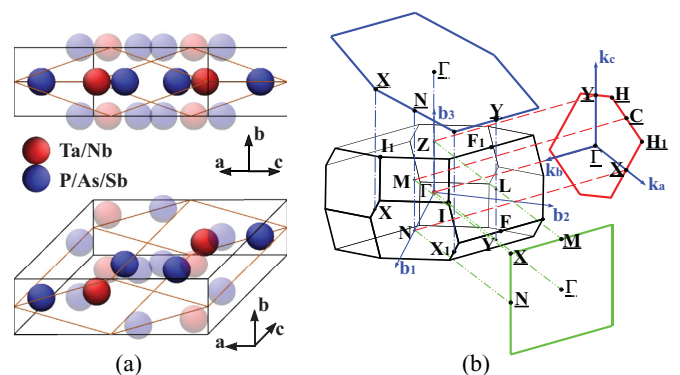 b
a
c
Ta/Nb
P/As/Sb
b
c
a
(a)
X
Γ
N
b3
Y
Z
F1
I1
M
Γ
L
X
I
b2
N
F
X1
Y
b1
kc
Y
H
C
H1
Γ
kb
X
ka
M
X
Γ
N
(b)